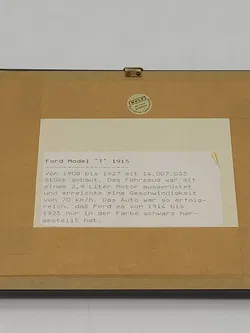 Ford Model "T" 1915
Von 1908 bis 1927 mit 14.007.033
Stück gebaut. Das Fahrzeug war mit
einem 2,9 Liter Motor ausgerüstet
und erreichte eine Geschwindigkeit
von 70 km/h. Das Auto war so erfolg-
reich, daß Ford es von 1914 bis
1925 nur in der Farbe schwarz her-
gestellt hat.